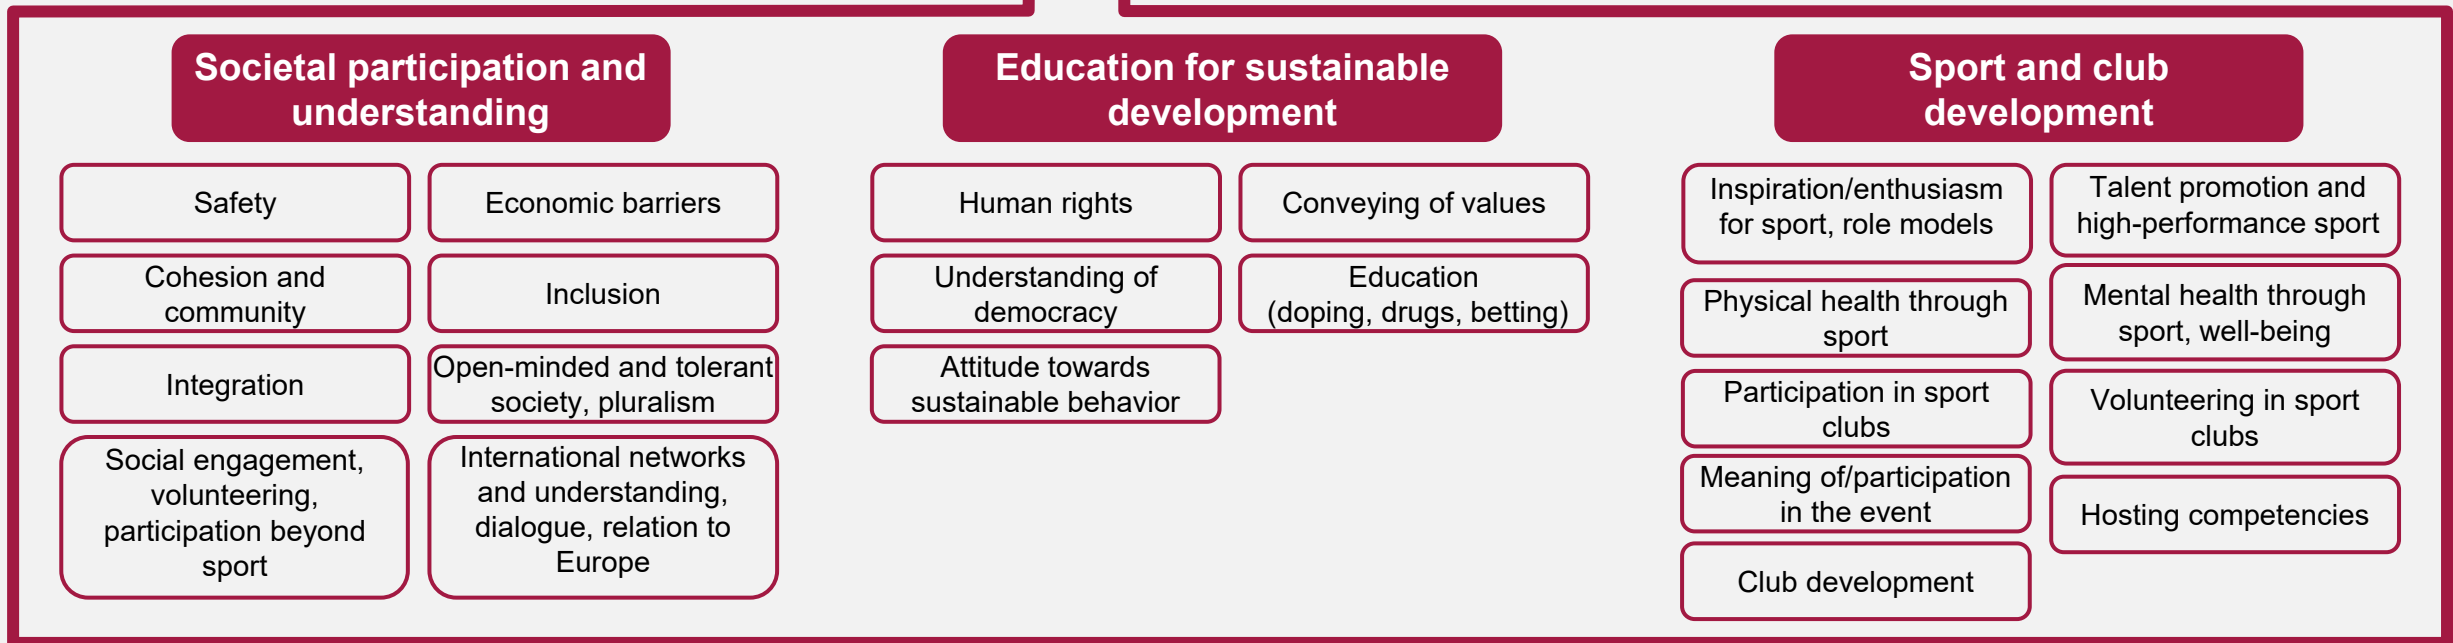 Societal participation and
understanding
Safety
Economic barriers
Cohesion and
community
Inclusion
Integration
Open-minded and tolerant
society, pluralism
Social engagement,
volunteering,
participation beyond
sport
International networks
and understanding,
dialogue, relation to
Europe
Education for sustainable
development
Human rights
Conveying of values
Understanding of
democracy
Education
(doping, drugs, betting)
Attitude towards
sustainable behavior
Sport and club
development
Inspiration/enthusiasm
for sport, role models
Talent promotion and
high-performance sport
Physical health through
sport
Mental health through
sport, well-being
Participation in sport
clubs
Volunteering in sport
clubs
Meaning of/participation
in the event
Hosting competencies
Club development